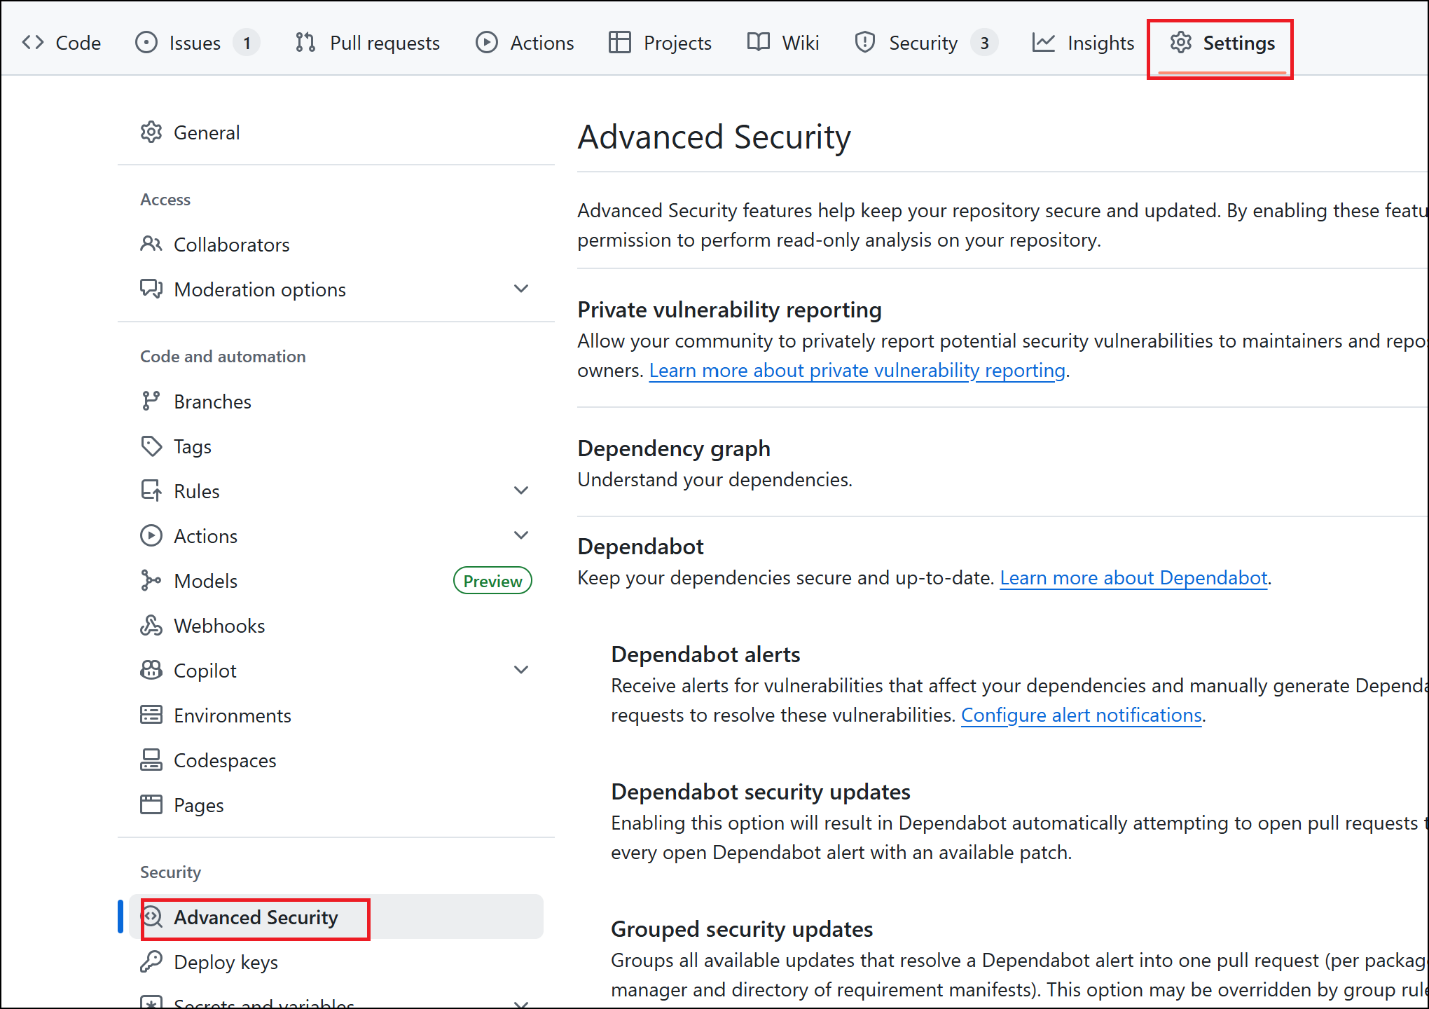 Code Issues 1 Pull requests Actions Projects Wiki Security 3 Insights Settings
General
Access
Collaborators
Moderation options
Code and automation
Branches
Tags
Rules
Actions
Models Preview
Webhooks
Copilot
Environments
Codespaces
Pages
Security
Advanced Security
Deploy keys
Secrets and variables
Advanced Security
Advanced Security features help keep your repository secure and updated. By enabling these featu
permission to perform read-only analysis on your repository.
Private vulnerability reporting
Allow your community to privately report potential security vulnerabilities to maintainers and repo
owners. Learn more about private vulnerability reporting.
Dependency graph
Understand your dependencies.
Dependabot
Keep your dependencies secure and up-to-date. Learn more about Dependabot.
Dependabot alerts
Receive alerts for vulnerabilities that affect your dependencies and manually generate Dependa
requests to resolve these vulnerabilities. Configure alert notifications.
Dependabot security updates
Enabling this option will result in Dependabot automatically attempting to open pull requests t
every open Dependabot alert with an available patch.
Grouped security updates
Groups all available updates that resolve a Dependabot alert into one pull request (per packag
manager and directory of requirement manifests). This option may be overridden by group rule